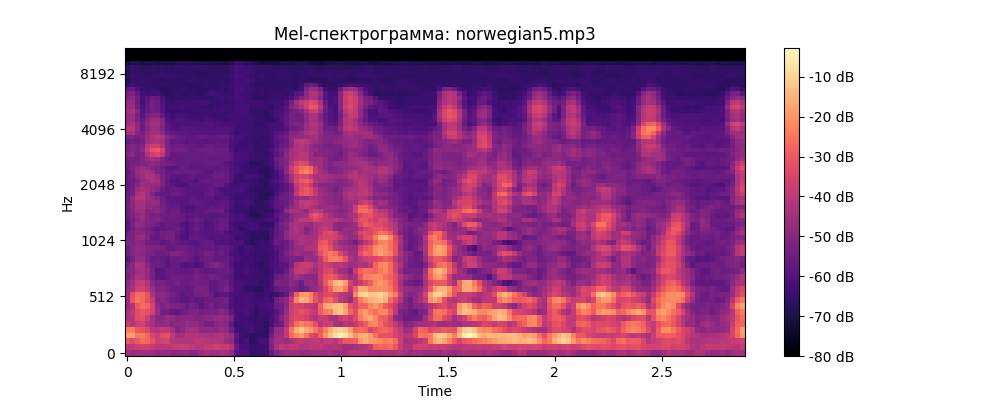 Mel-спектрограмма: norwegian5.mp3
8192
4096
2048
1024
512
0
Hz
0
0.5
1
1.5
2
2.5
Time
-10 dB
-20 dB
-30 dB
-40 dB
-50 dB
-60 dB
-70 dB
-80 dB